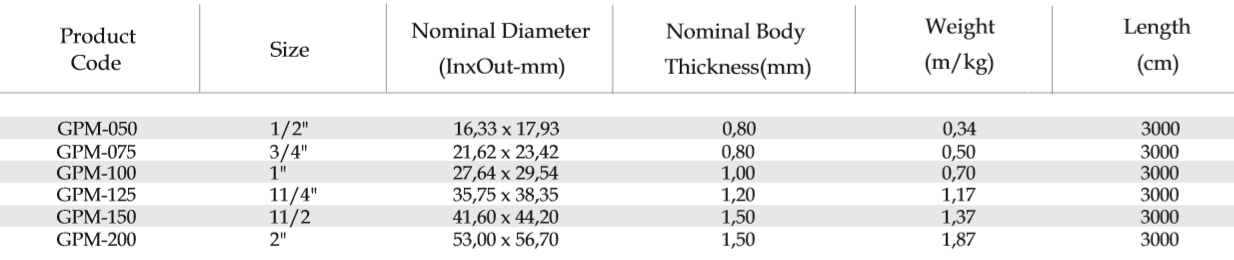 Product Code Size Nominal Diameter (InxOut-mm) Nominal Body Thickness(mm) Weight (m/kg) Length (cm)
GPM-050 1/2" 16,33 x 17,93 0,80 0,34 3000
GPM-075 3/4" 21,62 x 23,42 0,80 0,50 3000
GPM-100 1" 27,64 x 29,54 1,00 0,70 3000
GPM-125 11/4" 35,75 x 38,35 1,20 1,17 3000
GPM-150 11/2 41,60 x 44,20 1,50 1,37 3000
GPM-200 2" 53,00 x 56,70 1,50 1,87 3000